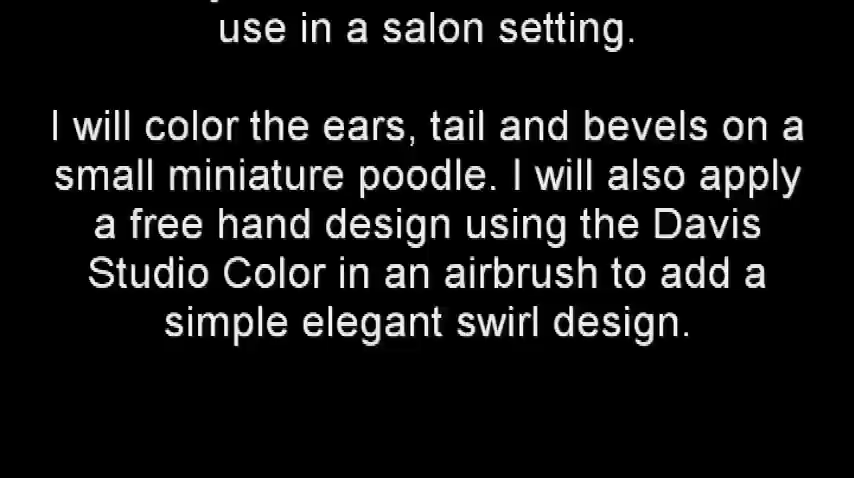 use in a salon setting.
I will color the ears, tail and bevels on a
small miniature poodle. I will also apply
a free hand design using the Davis
Studio Color in an airbrush to add a
simple elegant swirl design.